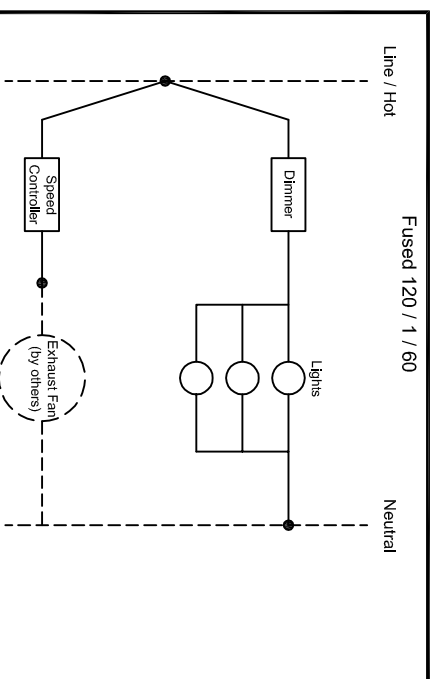 Fused 120 / 1 / 60
Line / Hot
Neutral
Dimmer
Lights
Speed
Controller
Exhaust Fan
(by others)